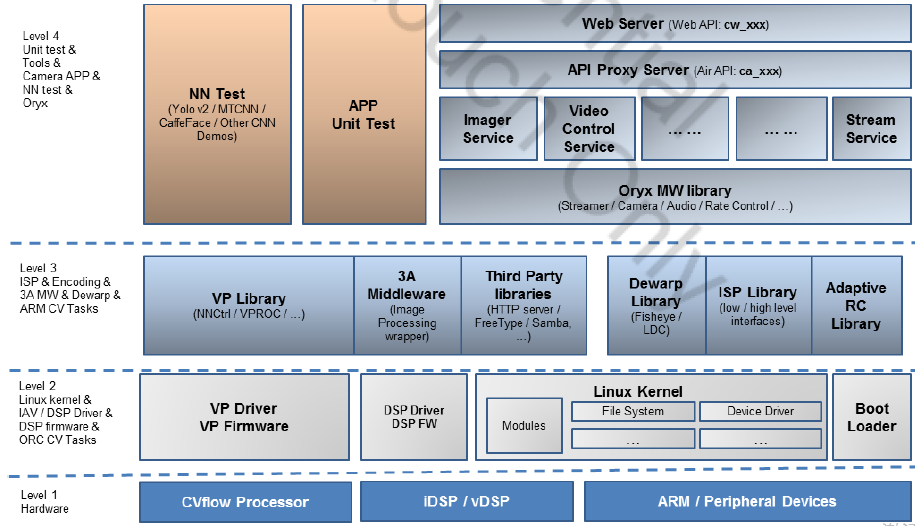 Level 4
Unit test &
Tools &
Camera APP &
NN test &
Oryx
NN Test
(Yolo v2 / MTCNN /
CaffeFace / Other CNN
Demos)
APP
Unit Test
Web Server (Web API: cw_xxx)
API Proxy Server (Air API: ca_xxx)
Imager
Service
Video
Control
Service
... ...
... ...
Stream
Service
Oryx MW library
(Streamer / Camera / Audio / Rate Control / ...)
Level 3
ISP & Encoding &
3A MW & Dewarp &
ARM CV Tasks
VP Library
(NNCtrl / VPROC / ...)
3A
Middleware
(Image
Processing
wrapper)
Third Party
libraries
(HTTP server /
FreeType / Samba,
...)
Dewarp
Library
(Fisheye /
LDC)
ISP Library
(low / high level
interfaces)
Adaptive
RC
Library
Level 2
Linux kernel &
IAV / DSP Driver &
DSP firmware &
ORC CV Tasks
VP Driver
VP Firmware
DSP Driver
DSP FW
Linux Kernel
Modules
File System
Device Driver
...
...
Boot
Loader
Level 1
Hardware
CVflow Processor
iDSP / vDSP
ARM / Peripheral Devices
Only